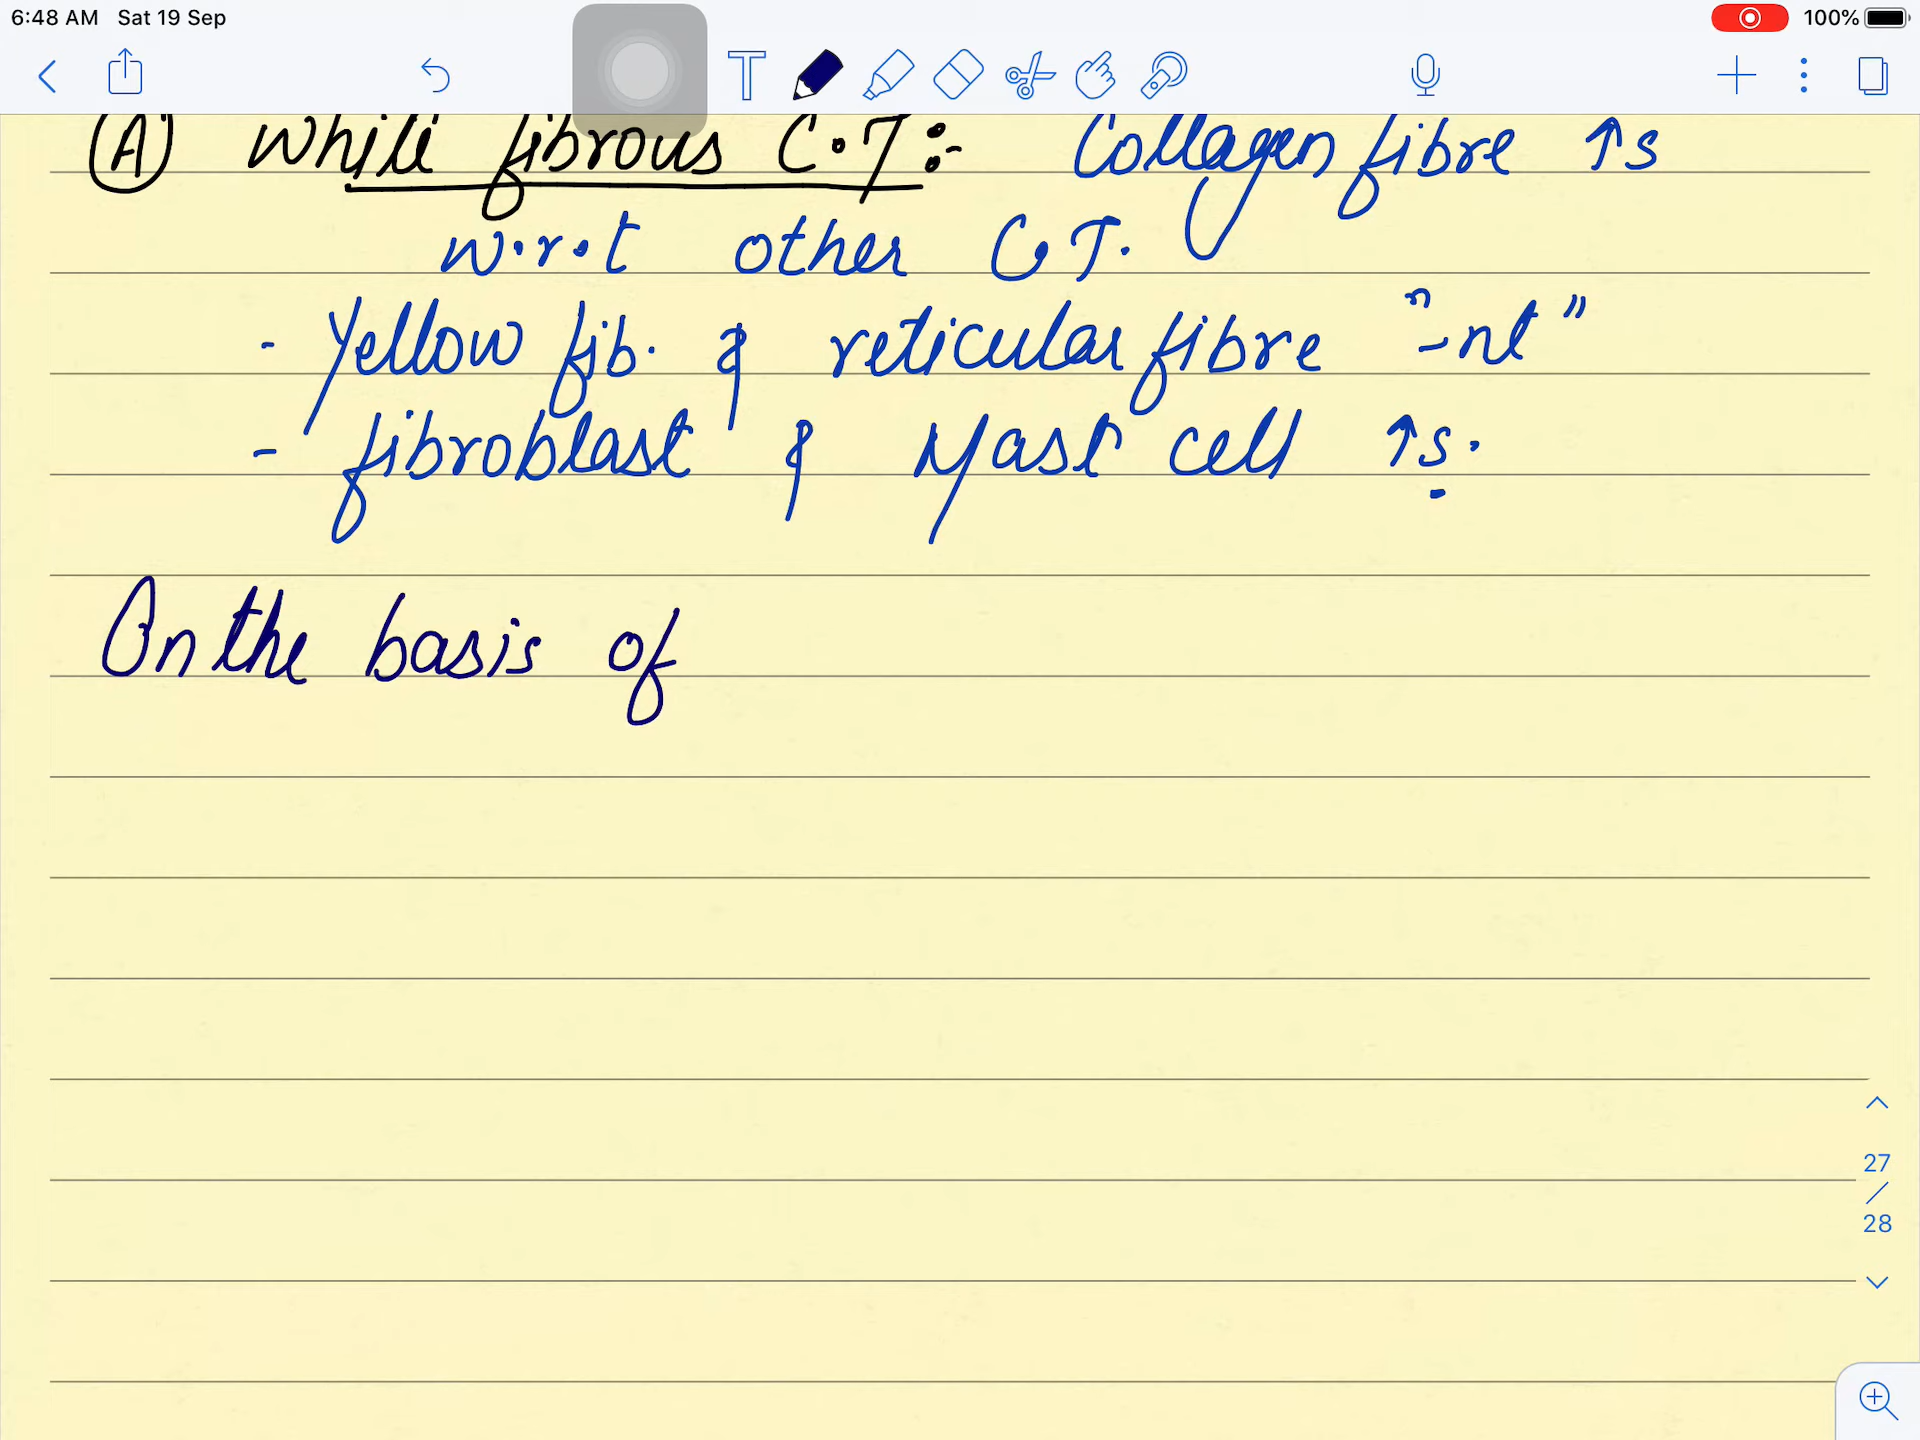 6:48 AM Sat 19 Sep
100%
T
(A) White fibrous C.T :- Collagen fibre ↑s
w.r.t other C.T.
- Yellow fib. & reticular fibre "-nt"
- fibroblast & Mast cell ↑s.
On the basis of
27
/
28